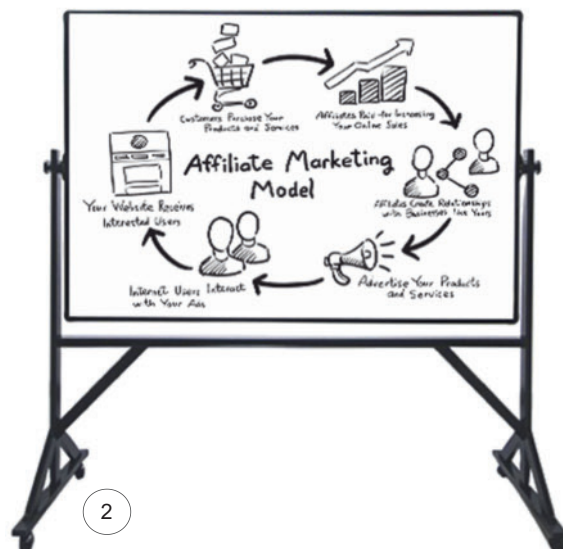 Customers Purchase Your
Products and Services
Affiliates Paid for Increasing
Your Online Sales
Affiliate Marketing
Model
Your Website Receives
Interested Users
Affiliates Create Relationships
with Businesses like Yours
Internet Users Interact
with Your Ads
Advertise Your Products
and Services
2